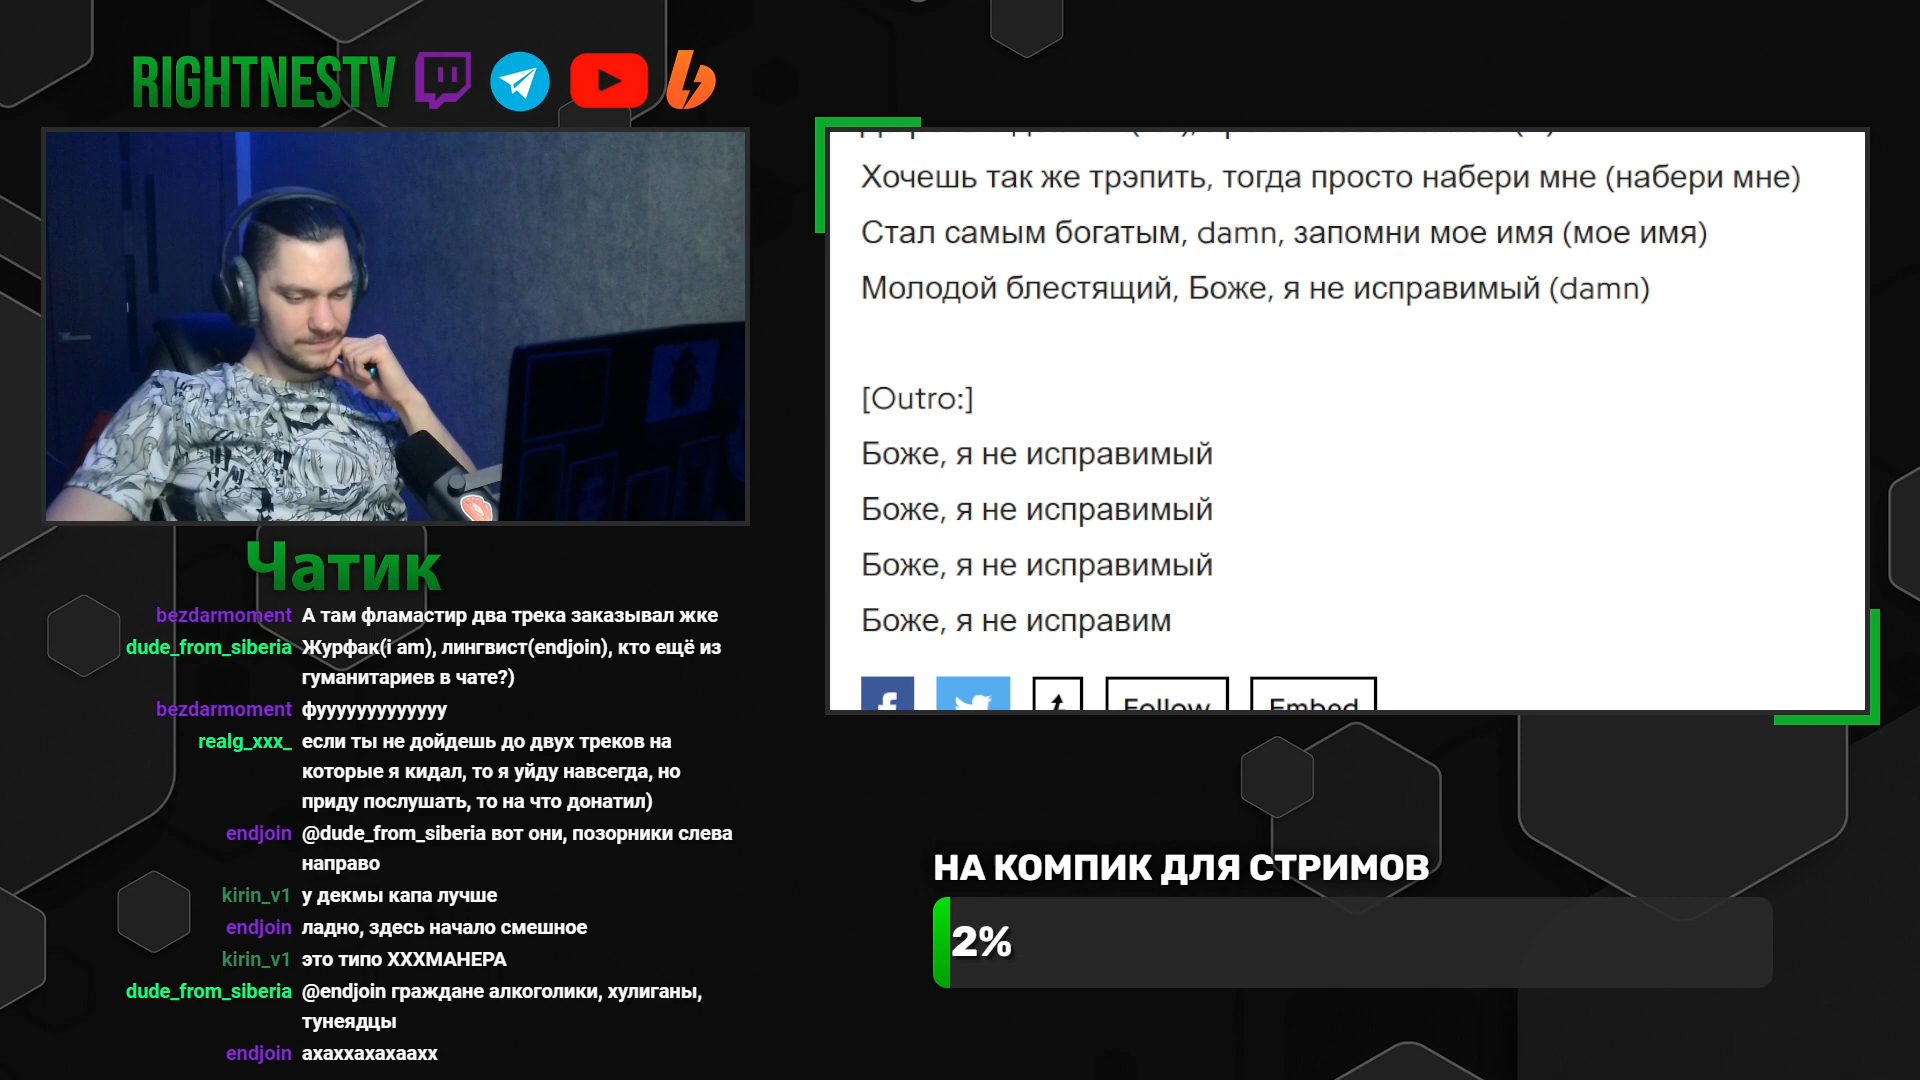 RIGHTNESTV
Хочешь так же трэпить, тогда просто набери мне (набери мне)
Стал самым богатым, damn, запомни мое имя (мое имя)
Молодой блестящий, Боже, я не исправимый (damn)
[Outro:]
Боже, я не исправимый
Боже, я не исправимый
Боже, я не исправимый
Боже, я не исправим
Follow
Embed
Чатик
bezdarmoment А там фламастир два трека заказывал жке
dude_from_siberia Журфак(i am), лингвист(endjoin), кто ещё из
гуманитариев в чате?)
bezdarmoment фууууууууууууу
realg_xxx_ если ты не дойдешь до двух треков на
которые я кидал, то я уйду навсегда, но
приду послушать, то на что донатил)
endjoin @dude_from_siberia вот они, позорники слева
направо
kirin_v1 у декмы капа лучше
endjoin ладно, здесь начало смешное
kirin_v1 это типо ХХХМАНЕРА
dude_from_siberia @endjoin граждане алкоголики, хулиганы,
тунеядцы
endjoin ахаххахахаахх
НА КОМПИК ДЛЯ СТРИМОВ
2%